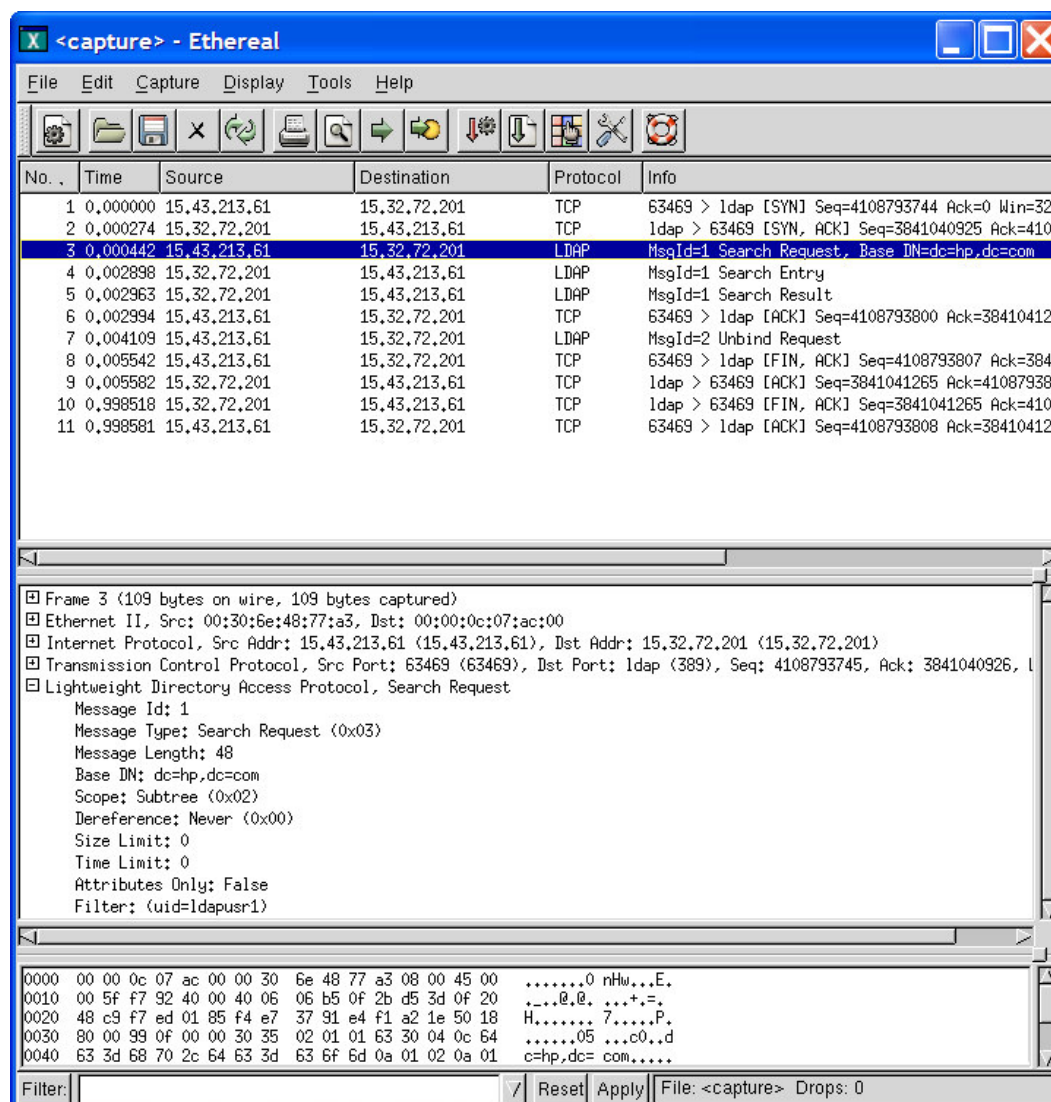 <capture> - Ethereal
File Edit Capture Display Tools Help
No. . Time Source Destination Protocol Info
1 0.000000 15.43.213.61 15.32.72.201 TCP 63469 > ldap [SYN] Seq=4108793744 Ack=0 Win=32
2 0.000274 15.32.72.201 15.43.213.61 TCP ldap > 63469 [SYN, ACK] Seq=3841040925 Ack=410
3 0.000442 15.43.213.61 15.32.72.201 LDAP MsgId=1 Search Request, Base DN=dc=hp,dc=com
4 0.002898 15.32.72.201 15.43.213.61 LDAP MsgId=1 Search Entry
5 0.002963 15.32.72.201 15.43.213.61 LDAP MsgId=1 Search Result
6 0.002994 15.43.213.61 15.32.72.201 TCP 63469 > ldap [ACK] Seq=4108793800 Ack=38410412
7 0.004109 15.43.213.61 15.32.72.201 LDAP MsgId=2 Unbind Request
8 0.005542 15.43.213.61 15.32.72.201 TCP 63469 > ldap [FIN, ACK] Seq=4108793807 Ack=384
9 0.005582 15.32.72.201 15.43.213.61 TCP ldap > 63469 [ACK] Seq=3841041265 Ack=41087938
10 0.998518 15.32.72.201 15.43.213.61 TCP ldap > 63469 [FIN, ACK] Seq=3841041265 Ack=410
11 0.998581 15.43.213.61 15.32.72.201 TCP 63469 > ldap [ACK] Seq=4108793808 Ack=38410412
Frame 3 (109 bytes on wire, 109 bytes captured)
Ethernet II, Src: 00:30:6e:48:77:a3, Dst: 00:00:0c:07:ac:00
Internet Protocol, Src Addr: 15.43.213.61 (15.43.213.61), Dst Addr: 15.32.72.201 (15.32.72.201)
Transmission Control Protocol, Src Port: 63469 (63469), Dst Port: ldap (389), Seq: 4108793745, Ack: 3841040926, L
Lightweight Directory Access Protocol, Search Request
Message Id: 1
Message Type: Search Request (0x03)
Message Length: 48
Base DN: dc=hp,dc=com
Scope: Subtree (0x02)
Dereference: Never (0x00)
Size Limit: 0
Time Limit: 0
Attributes Only: False
Filter: (uid=ldapusr1)
0000 00 00 0c 07 ac 00 00 30 6e 48 77 a3 08 00 45 00 .......0 nHw...E.
0010 00 5f f7 92 40 00 40 06 06 b5 0f 2b d5 3d 0f 20 ._..@.@. ...+.=.
0020 48 c9 f7 ed 01 85 f4 e7 37 91 e4 f1 a2 1e 50 18 H....... 7.....P.
0030 80 00 99 0f 00 00 30 35 02 01 01 63 30 04 0c 64 ......05 ...c0..d
0040 63 3d 68 70 2c 64 63 3d 63 6f 6d 0a 01 02 0a 01 c=hp,dc= com.....
Filter: Reset Apply File: <capture> Drops: 0